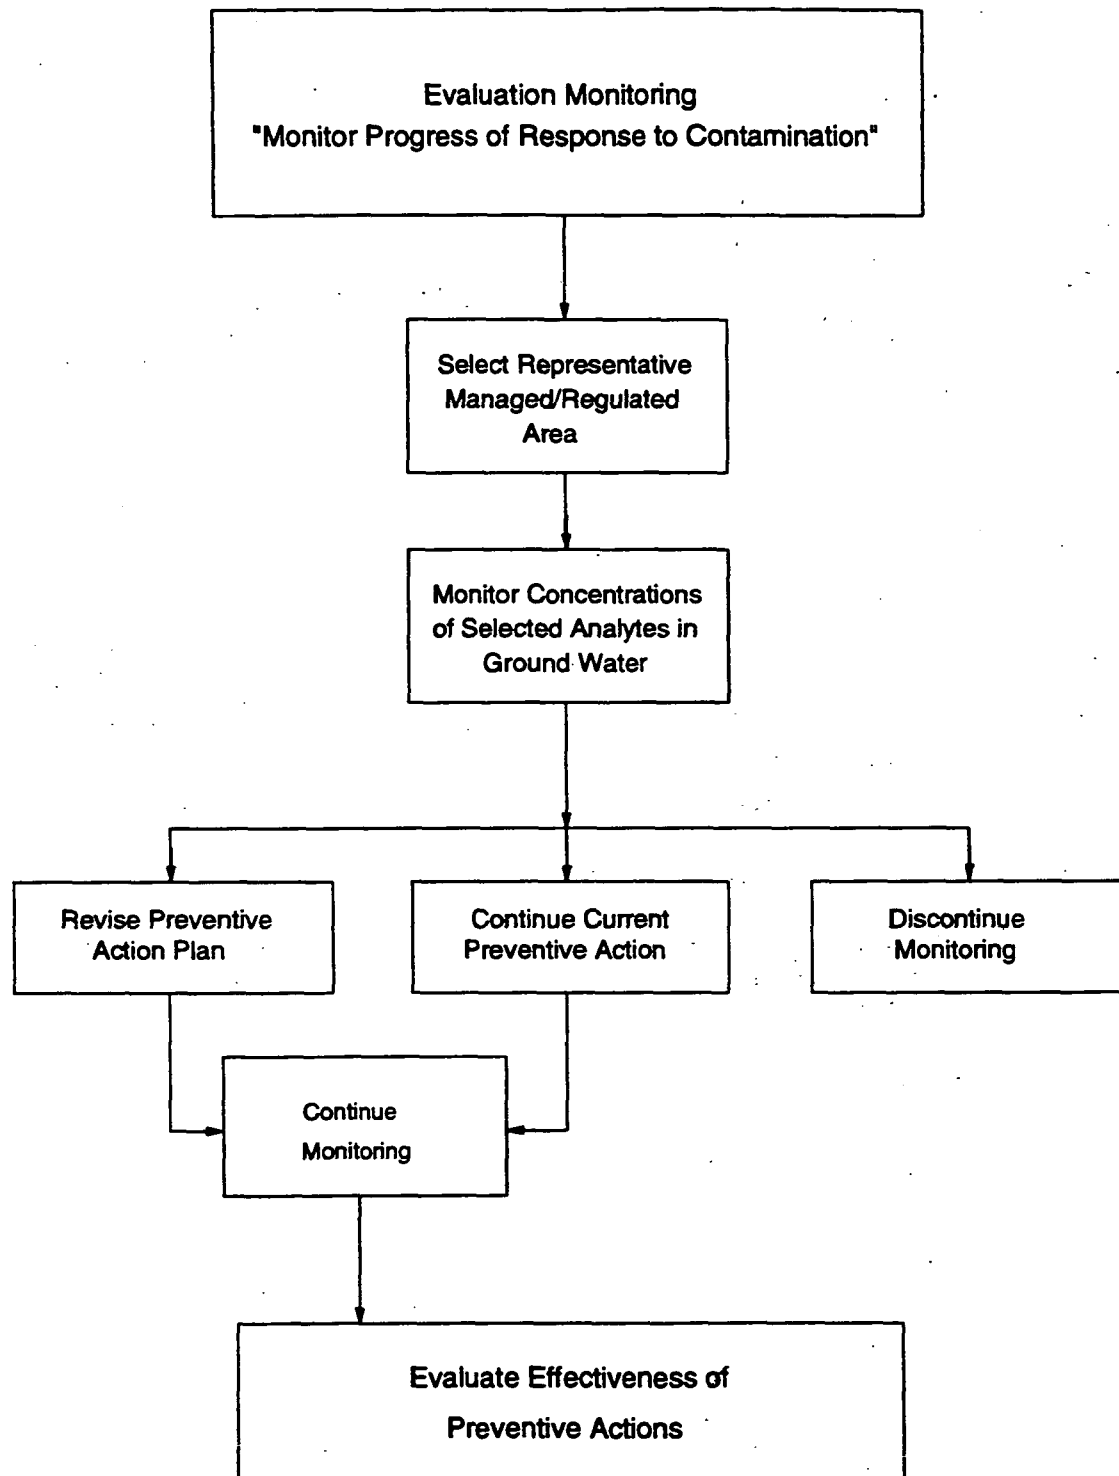 Evaluation Monitoring
"Monitor Progress of Response to Contamination"
Select Representative
Managed/Regulated
Area
Monitor Concentrations
of Selected Analytes in
Ground Water
Revise Preventive
Action Plan
Continue Current
Preventive Action
Discontinue
Monitoring
Continue
Monitoring
Evaluate Effectiveness of
Preventive Actions